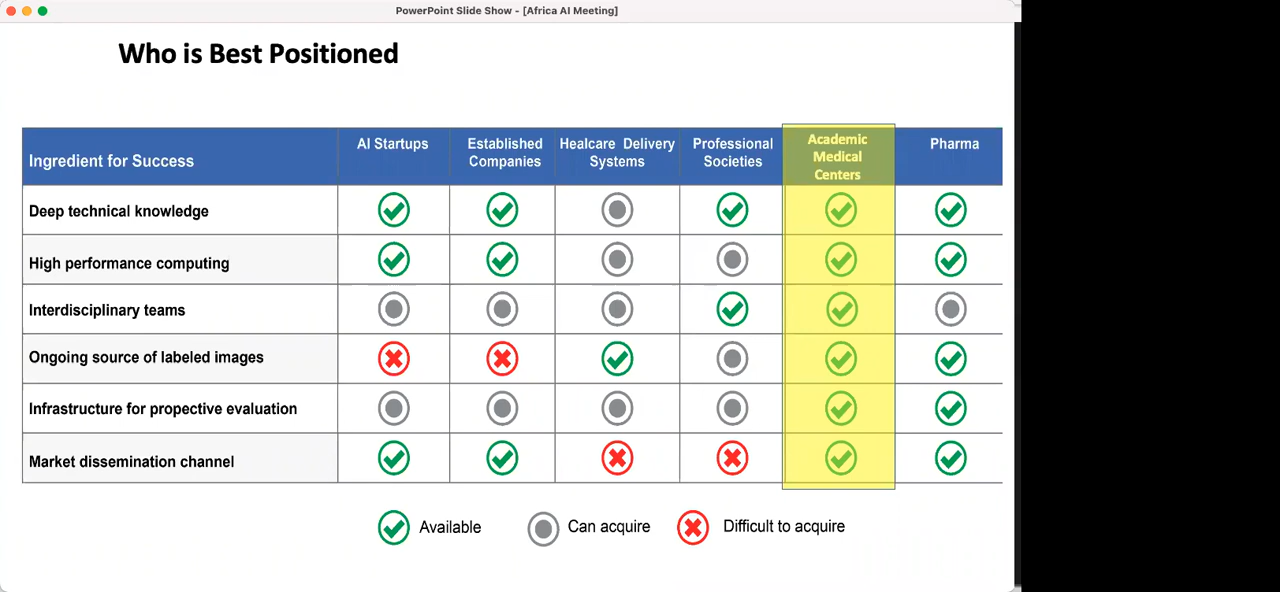 PowerPoint Slide Show - [Africa AI Meeting]
Who is Best Positioned
Ingredient for Success
AI Startups
Established
Companies
Healcare Delivery
Systems
Professional
Societies
Academic
Medical
Centers
Pharma
Deep technical knowledge
High performance computing
Interdisciplinary teams
Ongoing source of labeled images
Infrastructure for propective evaluation
Market dissemination channel
Available
Can acquire
Difficult to acquire